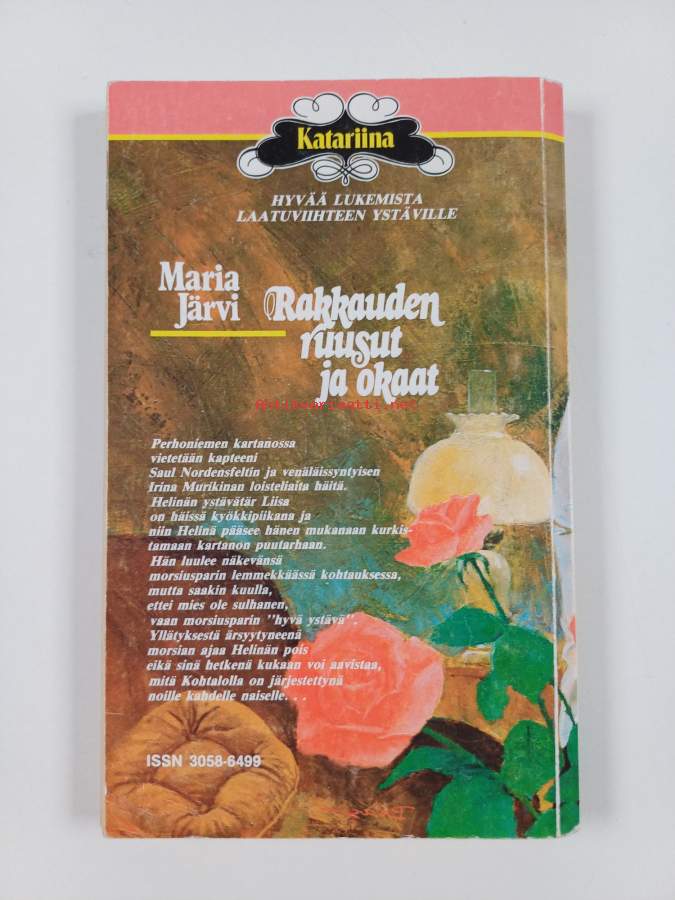 Katariina
HYVÄÄ LUKEMISTA
LAATUVIIHTEEN YSTÄVILLE
Maria
Järvi
Rakkauden
ruusut
ja okaat
Antikvariaatti.net
Perhoniemen kartanossa
vietetään kapteeni
Saul Nordensfeltin ja venäläissyntyisen
Irina Murikinan loisteliaita häitä.
Helinän ystävätär Liisa
on häissä kyökkipiikana ja
niin Helinä pääsee hänen mukanaan kurkis-
tamaan kartanon puutarhaan.
Hän luulee näkevänsä
morsiusparin lemmekkäässä kohtauksessa,
mutta saakin kuulla,
ettei mies ole sulhanen,
vaan morsiusparin "hyvä ystävä".
Yllätyksestä ärsyytyneenä
morsian ajaa Helinän pois
eikä sinä hetkenä kukaan voi aavistaa,
mitä Kohtalolla on järjestettynä
noille kahdelle naiselle. . .
ISSN 3058-6499